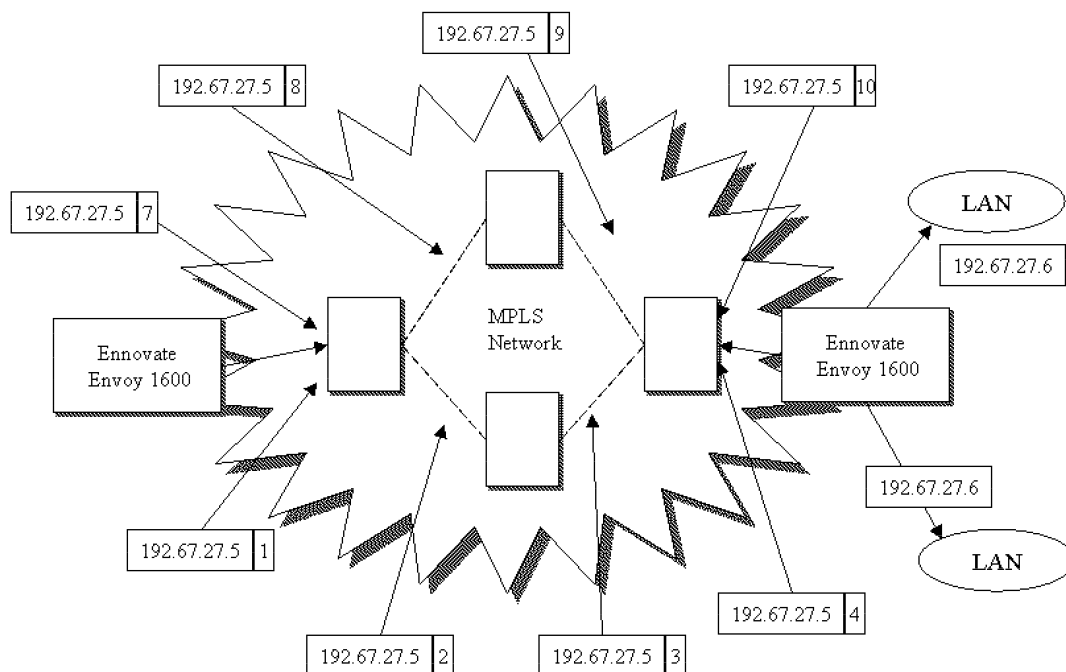 192.67.27.5 9
192.67.27.5 8
192.67.27.5 10
192.67.27.5 7
LAN
192.67.27.6
MPLS
Network
Ennovate
Envoy 1600
Ennovate
Envoy 1600
192.67.27.6
192.67.27.5 1
LAN
192.67.27.5 4
192.67.27.5 2
192.67.27.5 3